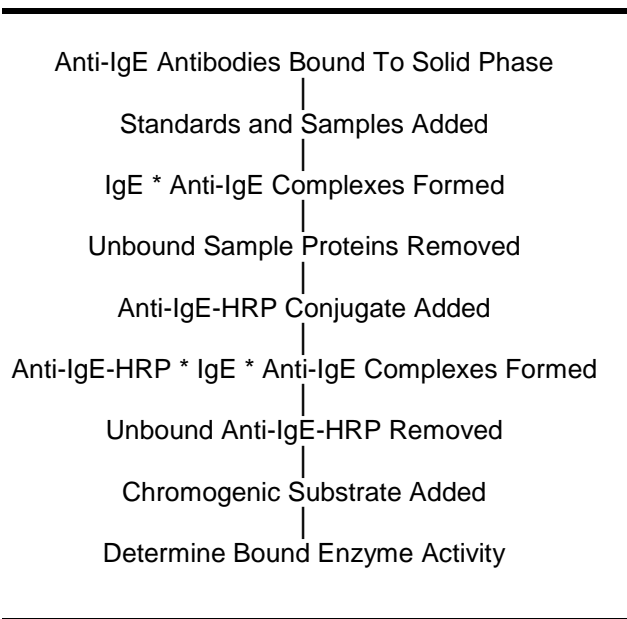 Anti-IgE Antibodies Bound To Solid Phase
Standards and Samples Added
IgE * Anti-IgE Complexes Formed
Unbound Sample Proteins Removed
Anti-IgE-HRP Conjugate Added
Anti-IgE-HRP * IgE * Anti-IgE Complexes Formed
Unbound Anti-IgE-HRP Removed
Chromogenic Substrate Added
Determine Bound Enzyme Activity